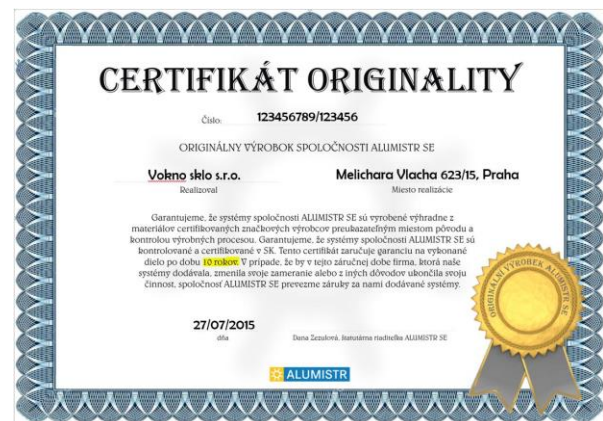 CERTIFIKÁT ORIGINALITY
Číslo: 123456789/123456
ORIGINÁLNY VÝROBOK SPOLOČNOSTI ALUMISTR SE
Vokno sklo s.r.o. Melichara Vlacha 623/15, Praha
Realizoval Miesto realizácie
Garantujeme, že systémy spoločnosti ALUMISTR SE sú vyrobené výhradne z
materiálov certifikovaných značkových výrobcov preukazateľným miestom pôvodu a
kontrolou výrobných procesou. Garantujeme, že systémy spoločnosti ALUMISTR SE sú
kontrolované a certifikované v SK. Tento certifikát zaručuje garanciu na vykonané
dielo po dobu 10 rokov. V prípade, že by v tejto záručnej dobe firma, ktorá naše
systémy dodávala, zmenila svoje zameranie alebo z iných dôvodov ukončila svoju
činnost, spoločnosť ALUMISTR SE prevezme záruky za nami dodávané systémy.
27/07/2015
dňa Dana Zezulová, štatutárna riaditeľka ALUMISTR SE
ALUMISTR
ORIGINÁLNÍ VÝROBEK ALUMISTR SE